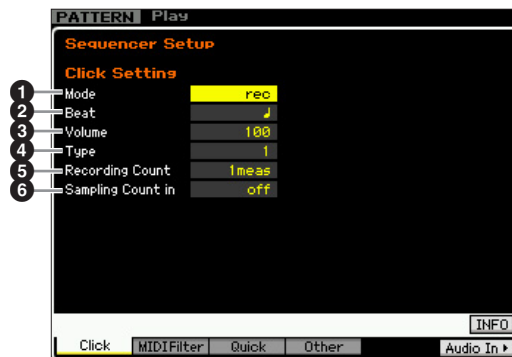 PATTERN Play
Sequencer Setup
Click Setting
1 Mode rec
2 Beat ♩
3 Volume 100
4 Type 1
5 Recording Count 1meas
6 Sampling Count in off
INFO
Click MIDIFilter Quick Other Audio In ▸